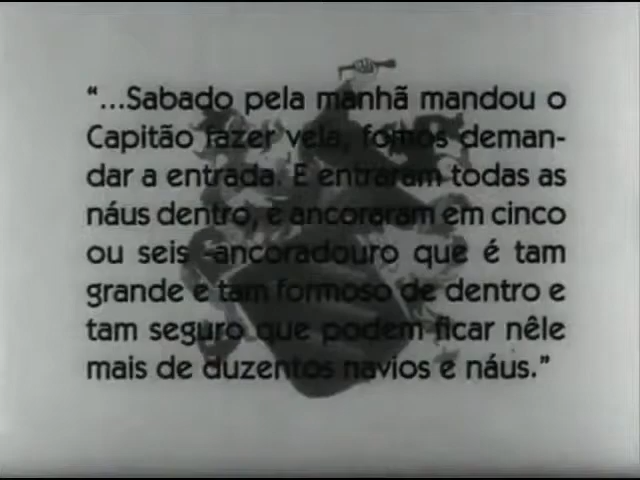 “...Sabado pela manhã mandou o
Capitão fazer vela, fomos deman-
dar a entrada. E entraram todas as
náus dentro, e ancoraram em cinco
ou seis -ancoradouro que é tam
grande e tam formoso de dentro e
tam seguro que podem ficar nêle
mais de duzentos navios e náus.”